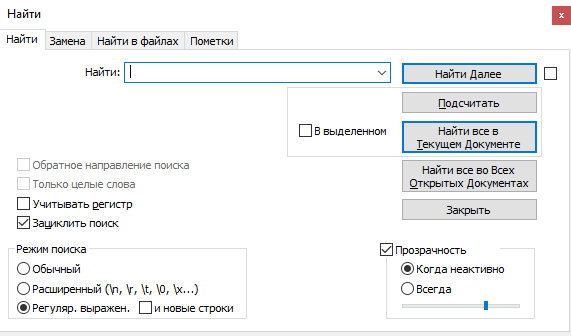 Найти
x
Найти Замена Найти в файлах Пометки
Найти:
Найти Далее
Подсчитать
В выделенном
Найти все в
Текущем Документе
Обратное направление поиска
Найти все во Всех
Открытых Документах
Только целые слова
Учитывать регистр
Зациклить поиск
Закрыть
Режим поиска
Обычный
Расширенный (\n, \r, \t, \0, \x...)
Регуляр. выражен. и новые строки
Прозрачность
Когда неактивно
Всегда